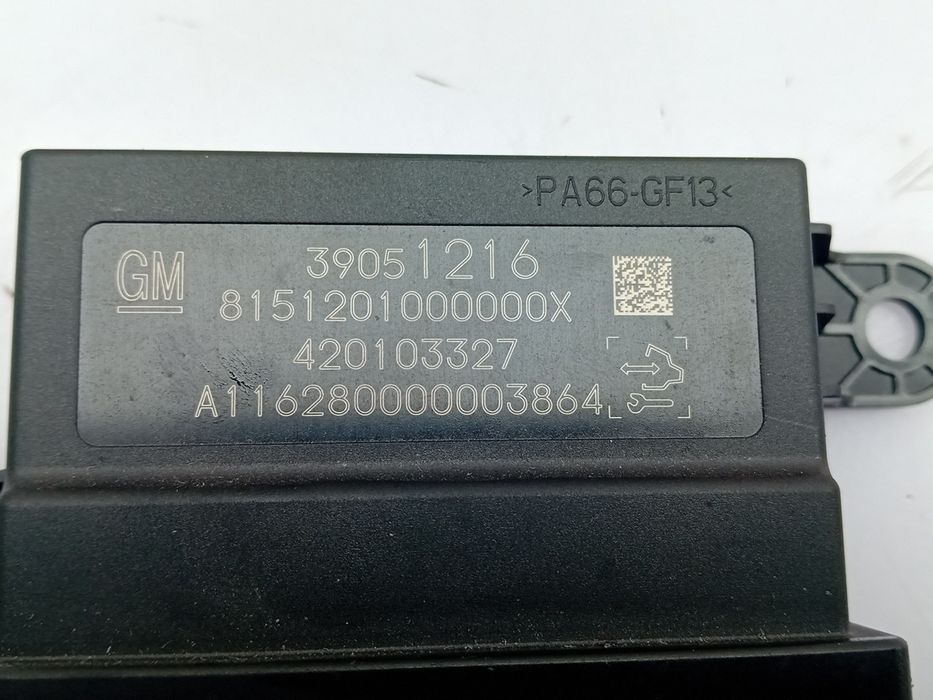 >PA66-GF13<
GM
39051216
8151201000000X
420103327
A116280000003864